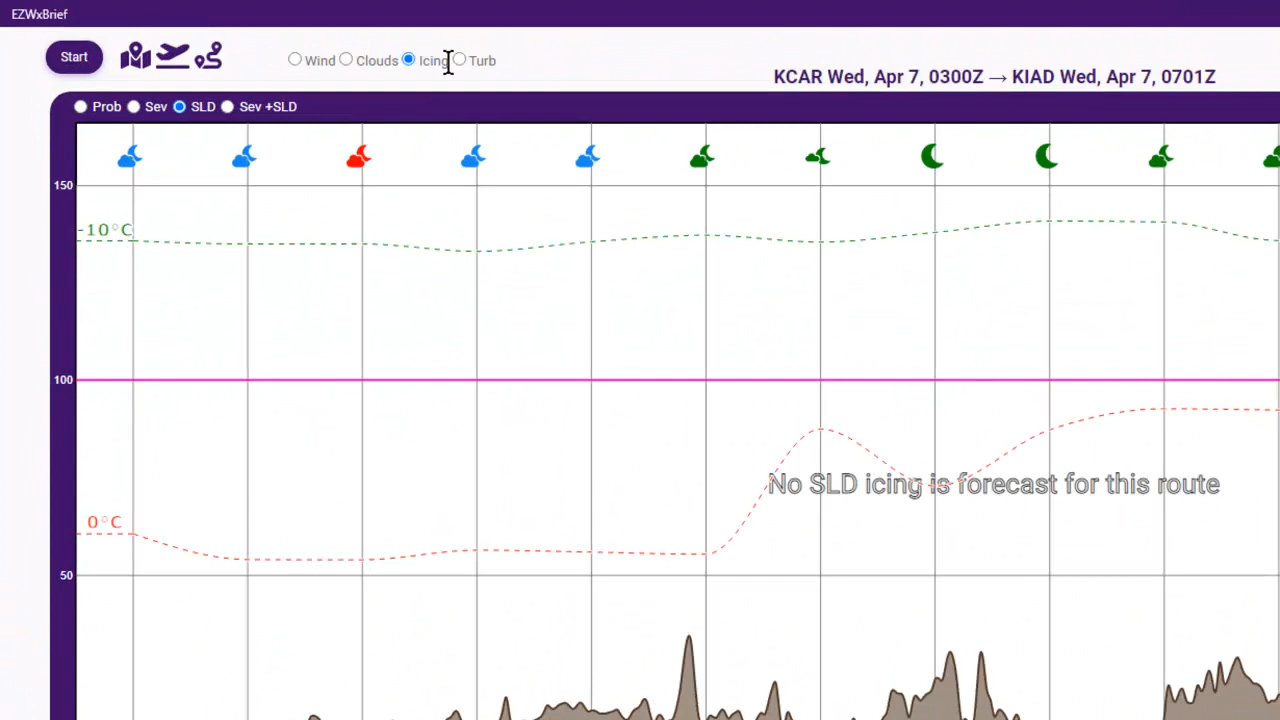 EZWxBrief
Start
Wind Clouds Icing Turb
KCAR Wed, Apr 7, 0300Z → KIAD Wed, Apr 7, 0701Z
Prob Sev SLD Sev +SLD
150
-10°C
100
No SLD icing is forecast for this route
0°C
50